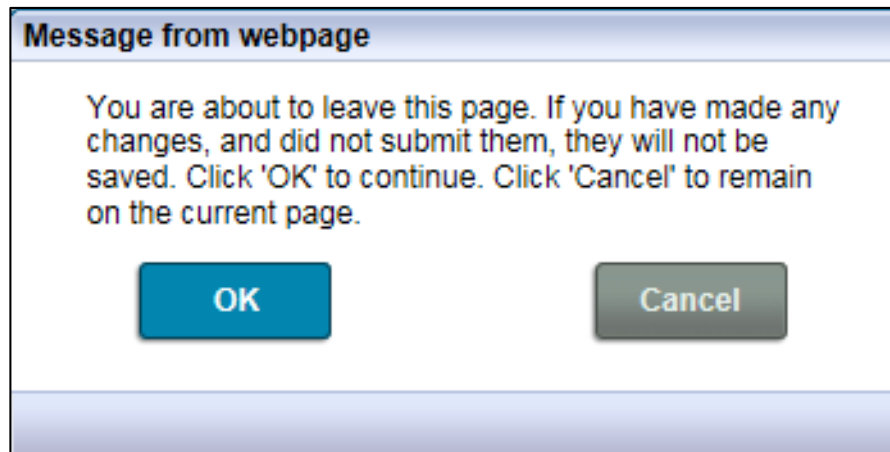 Message from webpage
You are about to leave this page. If you have made any
changes, and did not submit them, they will not be
saved. Click 'OK' to continue. Click 'Cancel' to remain
on the current page.
OK
Cancel